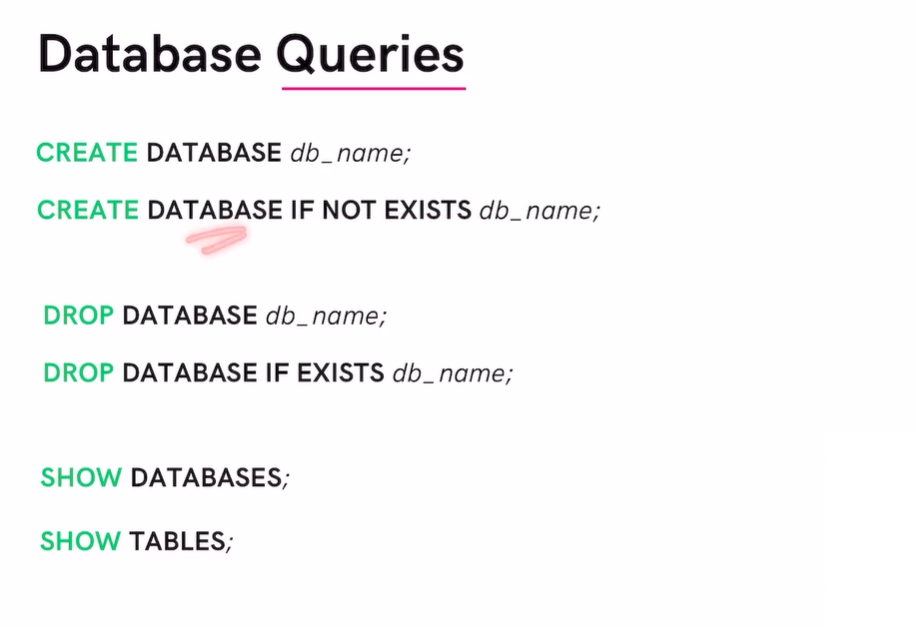 Database Queries
CREATE DATABASE db_name;
CREATE DATABASE IF NOT EXISTS db_name;
DROP DATABASE db_name;
DROP DATABASE IF EXISTS db_name;
SHOW DATABASES;
SHOW TABLES;